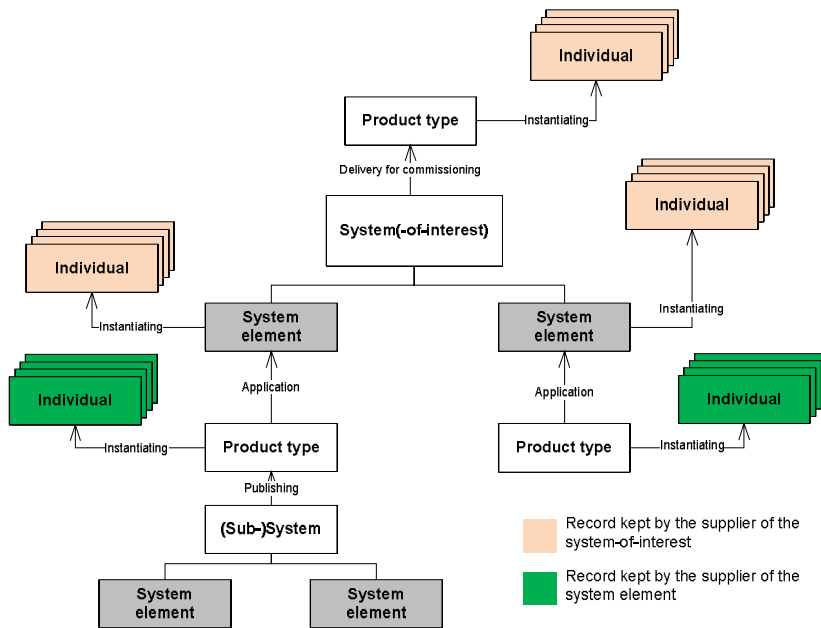 Individual
Product type
Instantiating
Delivery for commissioning
Individual
System(-of-interest)
Individual
System
element
System
element
Instantiating
Instantiating
Individual
Individual
Application
Application
Product type
Product type
Instantiating
Instantiating
Publishing
(Sub-)System
Record kept by the supplier of the
system-of-interest
Record kept by the supplier of the
system element
System
element
System
element